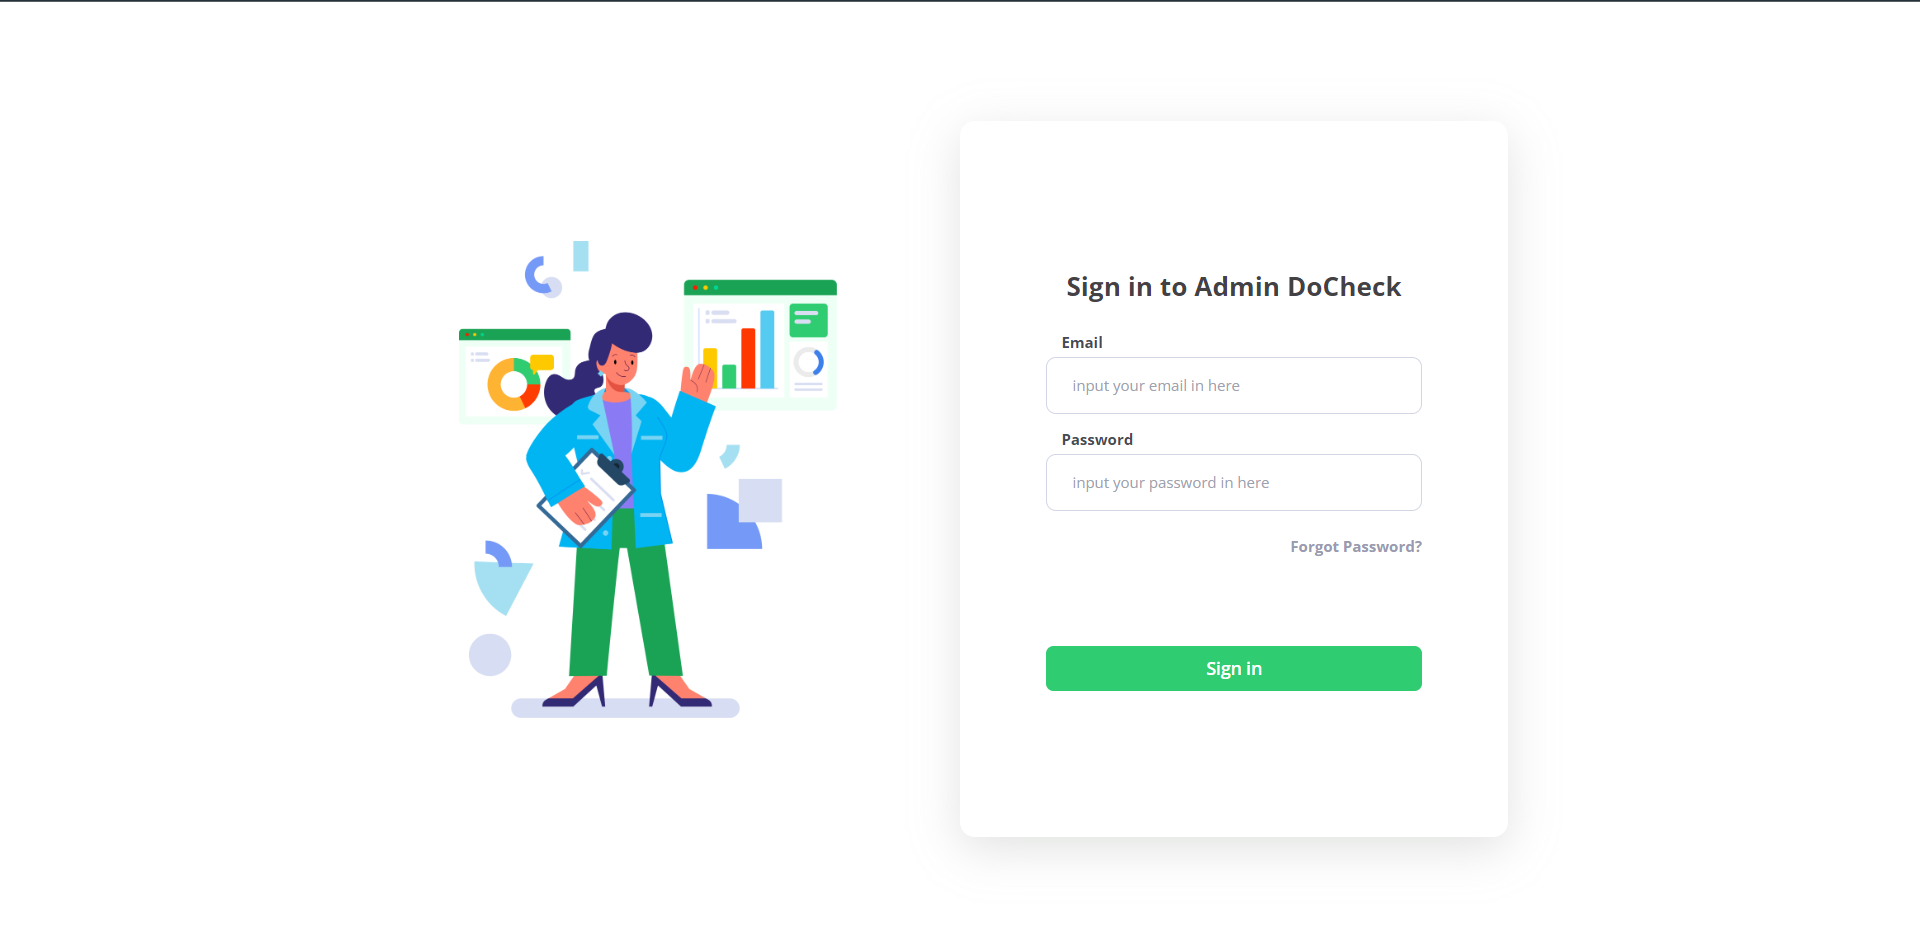 Sign in to Admin DoCheck
Email
input your email in here
Password
input your password in here
Forgot Password?
Sign in